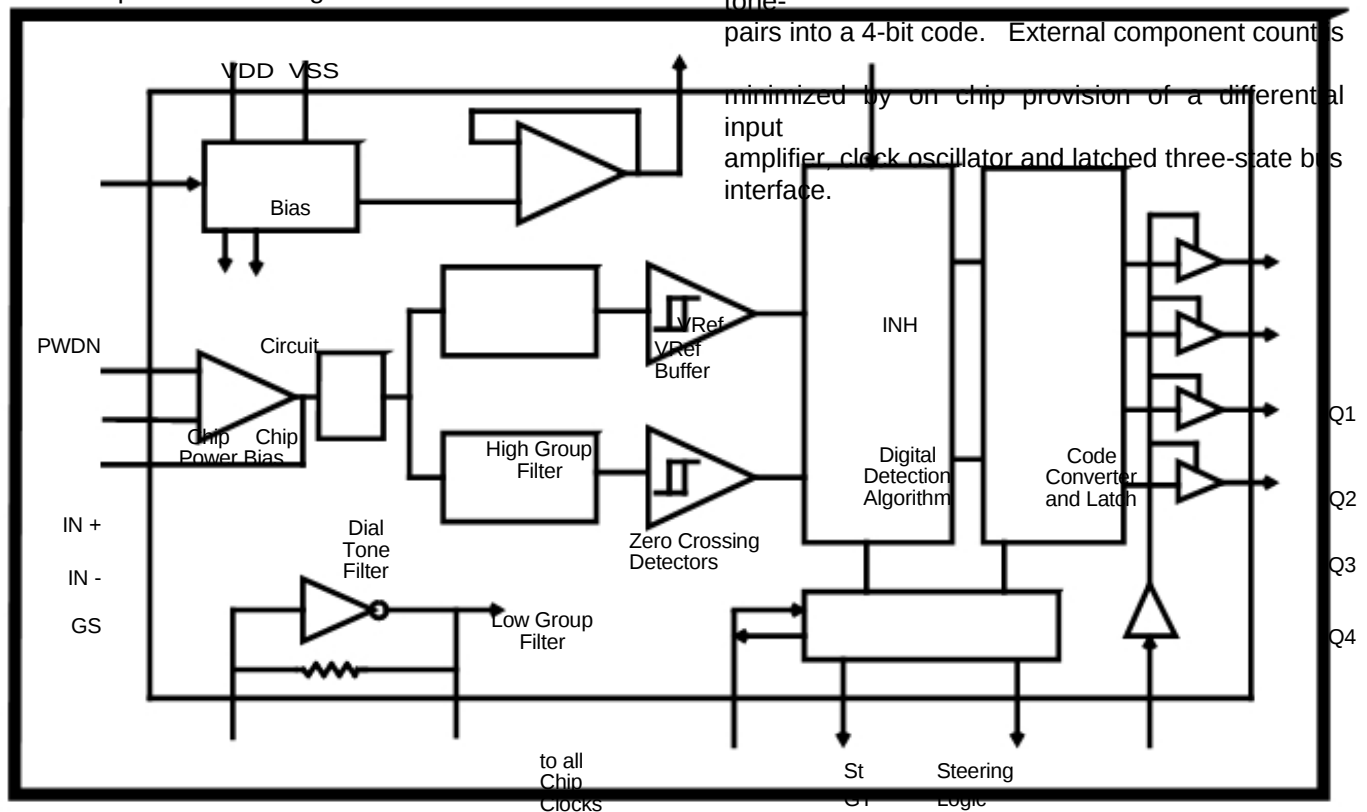 tone-
pairs into a 4-bit code. External component count is
minimized by on chip provision of a differential
input
amplifier, clock oscillator and latched three-state bus
interface.
VDD VSS
Bias
Circuit
PWDN
Chip Chip
Power Bias
VRef
VRef
Buffer
INH
High Group
Filter
Digital
Detection
Algorithm
Code
Converter
and Latch
Q1
Q2
Q3
Q4
IN +
IN -
GS
Dial
Tone
Filter
Zero Crossing
Detectors
Low Group
Filter
to all
Chip
Clocks
St
GT
Steering
Logic